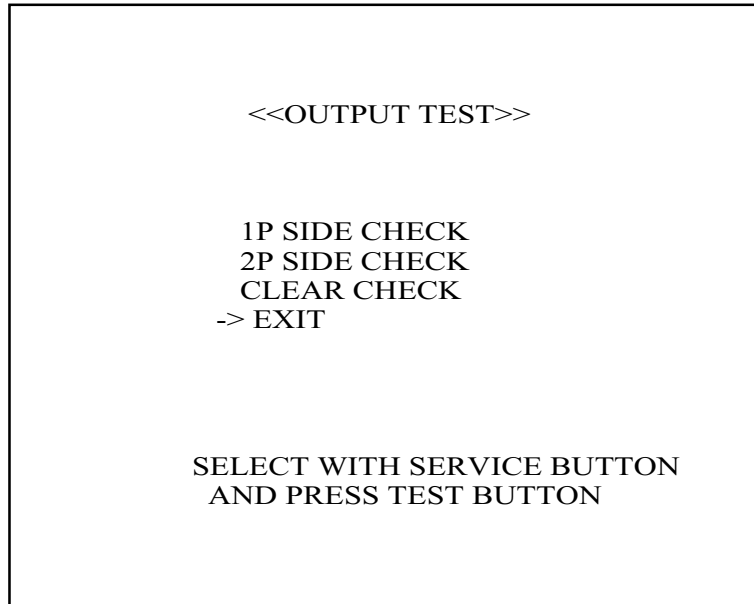 <<OUTPUT TEST>>
1P SIDE CHECK
2P SIDE CHECK
CLEAR CHECK
-> EXIT
SELECT WITH SERVICE BUTTON
AND PRESS TEST BUTTON